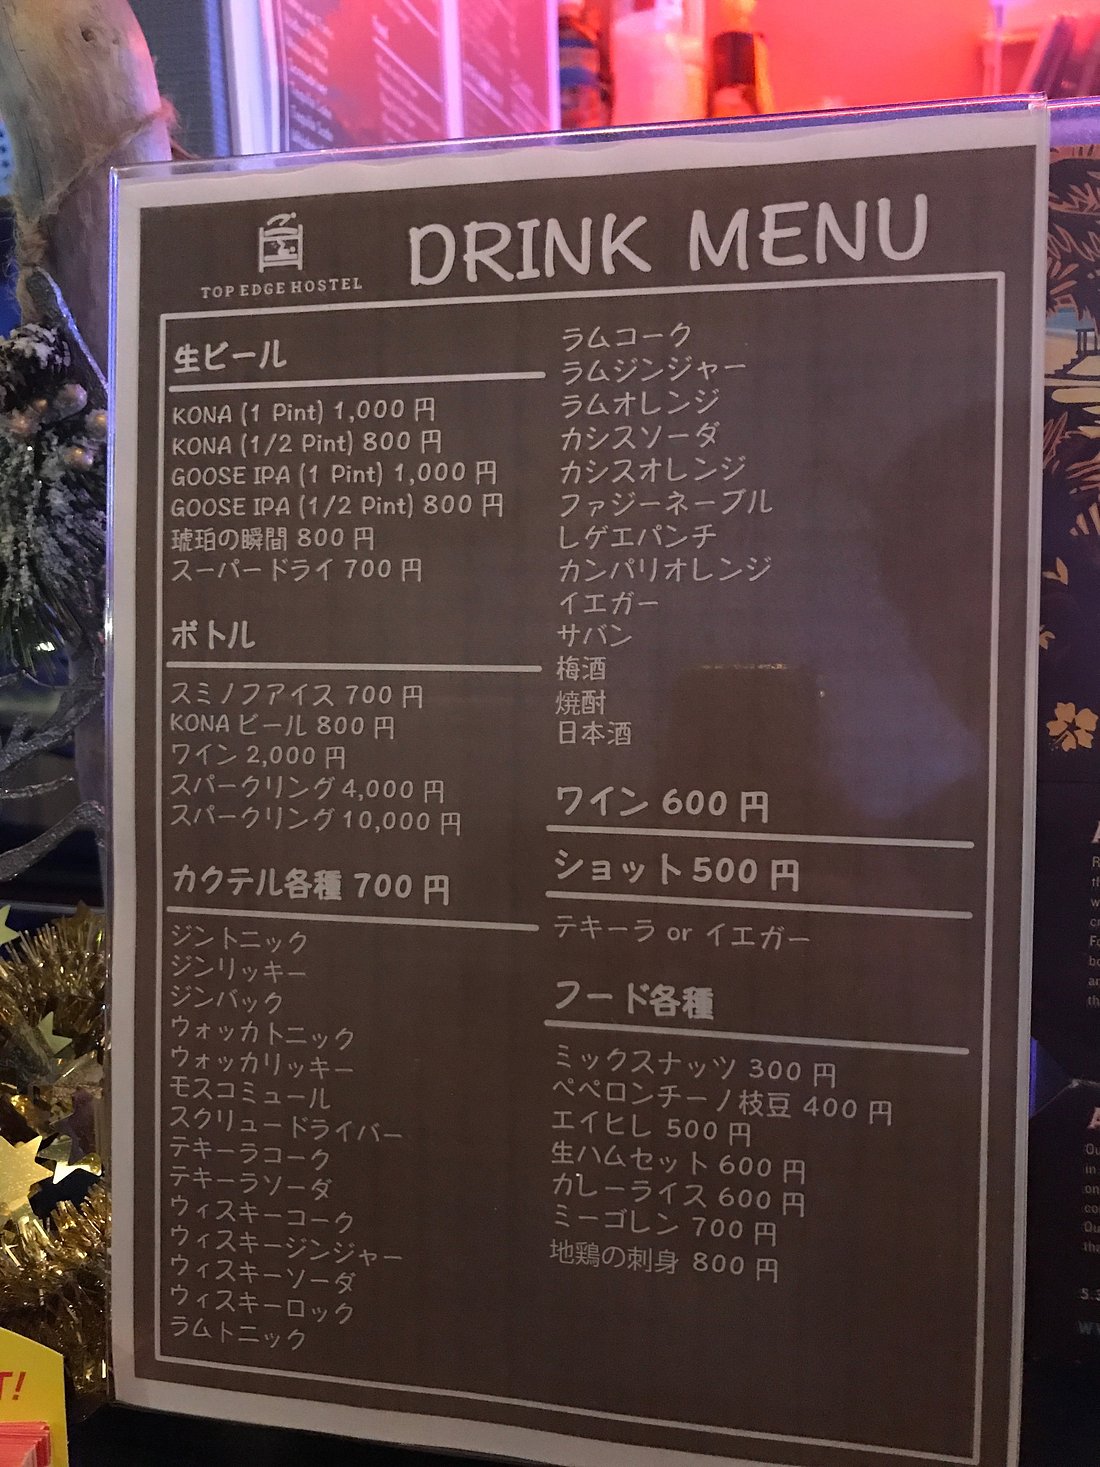 TOP EDGE HOSTEL
DRINK MENU
生ビール
KONA (1 Pint) 1,000 円
KONA (1/2 Pint) 800 円
GOOSE IPA (1 Pint) 1,000 円
GOOSE IPA (1/2 Pint) 800 円
琥珀の瞬間 800 円
スーパードライ 700 円
ボトル
スミノフアイス 700 円
KONA ビール 800 円
ワイン 2,000 円
スパークリング 4,000 円
スパークリング 10,000 円
カクテル各種 700 円
ジントニック
ジンリッキー
ジンバック
ウォッカトニック
ウォッカリッキー
モスコミュール
スクリュードライバー
テキーラコーク
テキーラソーダ
ウィスキーコーク
ウィスキージンジャー
ウィスキーソーダ
ウィスキーロック
ラムトニック
ラムコーク
ラムジンジャー
ラムオレンジ
カシスソーダ
カシスオレンジ
ファジーネーブル
レゲエパンチ
カンパリオレンジ
イエガー
サバン
梅酒
焼酎
日本酒
ワイン 600 円
ショット 500 円
テキーラ or イエガー
フード各種
ミックスナッツ 300 円
ペペロンチーノ枝豆 400 円
エイヒレ 500 円
生ハムセット 600 円
カレーライス 600 円
ミーゴレン 700 円
地鶏の刺身 800 円
T!